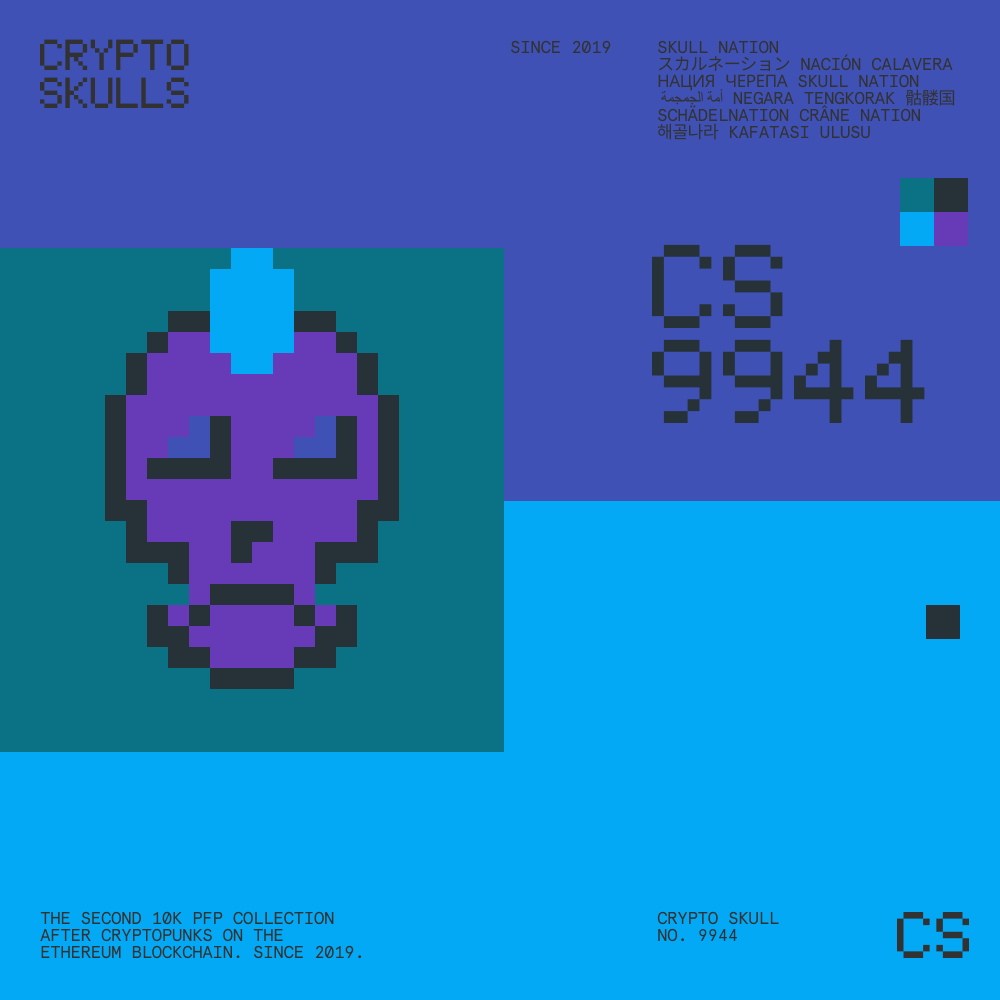 CRYPTO
SKULLS
SINCE 2019
SKULL NATION
スカルネーション NACIÓN CALAVERA
НАЦИЯ ЧЕРЕПА SKULL NATION
أمة الجمجمة NEGARA TENGKORAK 骷髅国
SCHÄDELNATION CRÂNE NATION
해골나라 KAFATASI ULUSU
CS
9944
THE SECOND 10K PFP COLLECTION
AFTER CRYPTOPUNKS ON THE
ETHEREUM BLOCKCHAIN. SINCE 2019.
CRYPTO SKULL
NO. 9944
CS